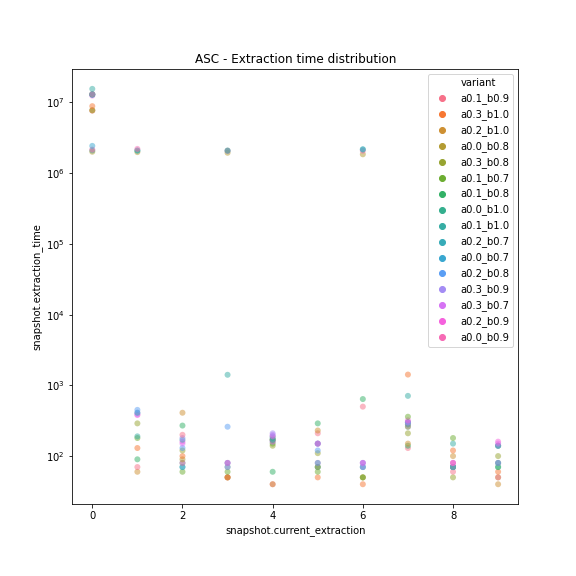 ASC - Extraction time distribution
variant
a0.1_b0.9
a0.3_b1.0
a0.2_b1.0
a0.0_b0.8
a0.3_b0.8
a0.1_b0.7
a0.1_b0.8
a0.0_b1.0
a0.1_b1.0
a0.2_b0.7
a0.0_b0.7
a0.2_b0.8
a0.3_b0.9
a0.3_b0.7
a0.2_b0.9
a0.0_b0.9
10⁷
10⁶
10⁵
10⁴
10³
10²
snapshot.extraction_time
0 2 4 6 8
snapshot.current_extraction